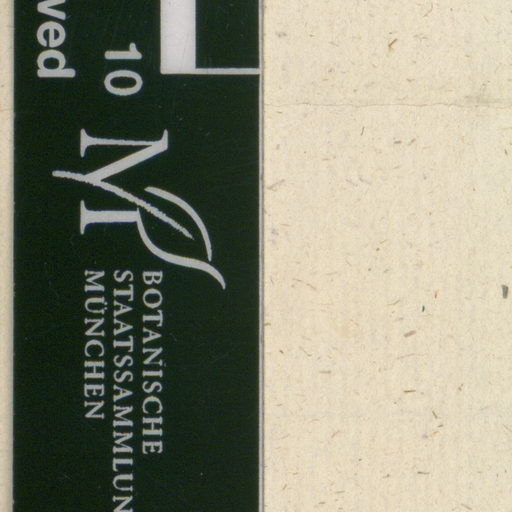 ved
10
BOTANISCHE
STAATSSAMMLUN
MÜNCHEN